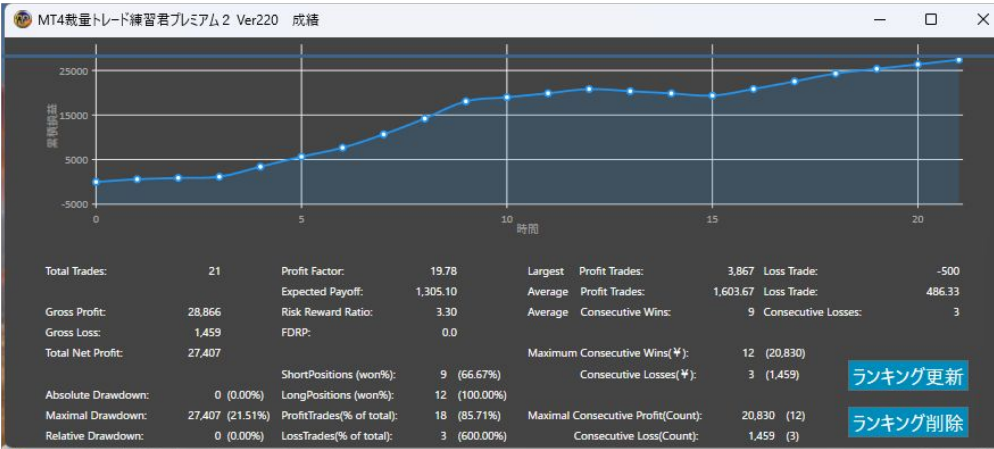 MT4裁量トレード練習君プレミアム2 Ver220 成績
25000
15000
5000
-5000
累積損益
0 5 10 15 20
時間
Total Trades: 21 Profit Factor: 19.78 Largest Profit Trades: 3,867 Loss Trade: -500
Expected Payoff: 1,305.10 Average Profit Trades: 1,603.67 Loss Trade: 486.33
Gross Profit: 28,866 Risk Reward Ratio: 3.30 Average Consecutive Wins: 9 Consecutive Losses: 3
Gross Loss: 1,459 FDRP: 0.0
Total Net Profit: 27,407 Maximum Consecutive Wins(¥): 12 (20,830)
ShortPositions (won%): 9 (66.67%) Consecutive Losses(¥): 3 (1,459)
ランキング更新
Absolute Drawdown: 0 (0.00%) LongPositions (won%): 12 (100.00%)
Maximal Drawdown: 27,407 (21.51%) ProfitTrades(% of total): 18 (85.71%) Maximal Consecutive Profit(Count): 20,830 (12)
ランキング削除
Relative Drawdown: 0 (0.00%) LossTrades(% of total): 3 (600.00%) Consecutive Loss(Count): 1,459 (3)